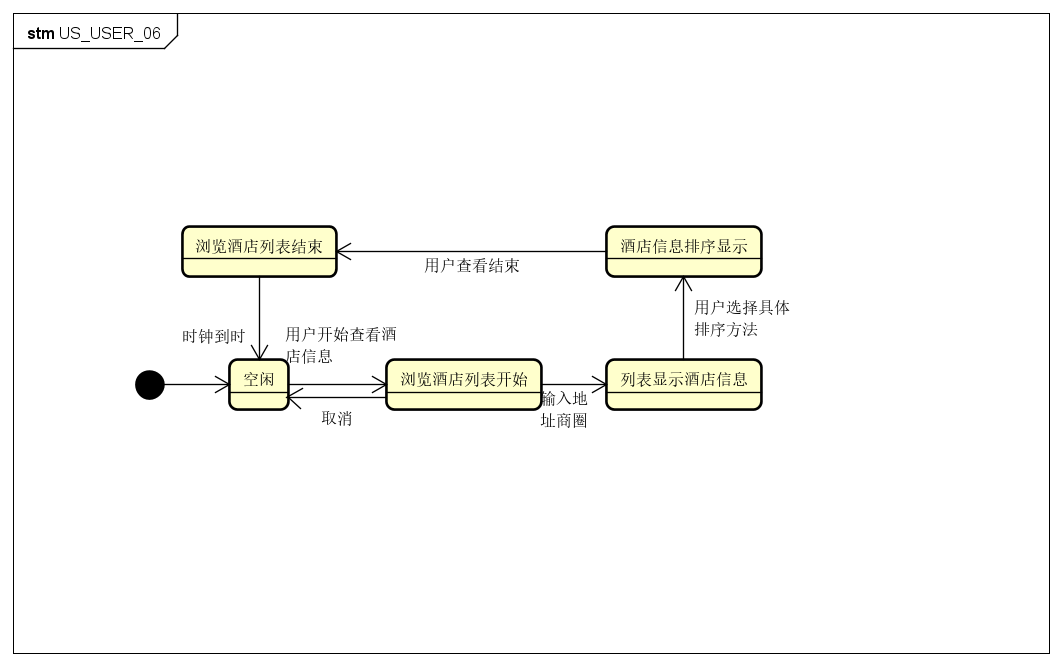 stm US_USER_06
浏览酒店列表结束
酒店信息排序显示
用户查看结束
用户选择具体
排序方法
时钟到时
用户开始查看酒
店信息
空闲
浏览酒店列表开始
列表显示酒店信息
输入地
址商圈
取消